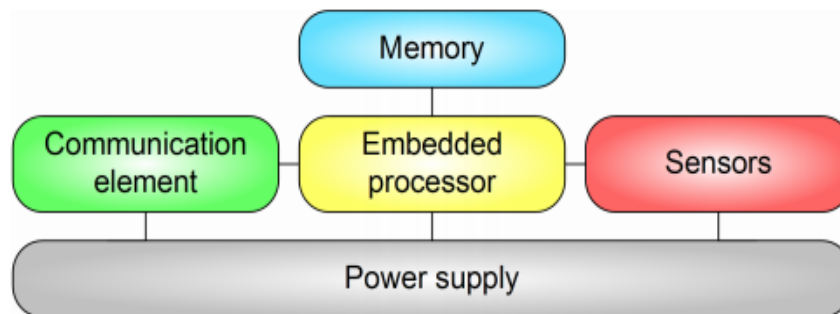 Memory
Communication
element
Embedded
processor
Sensors
Power supply